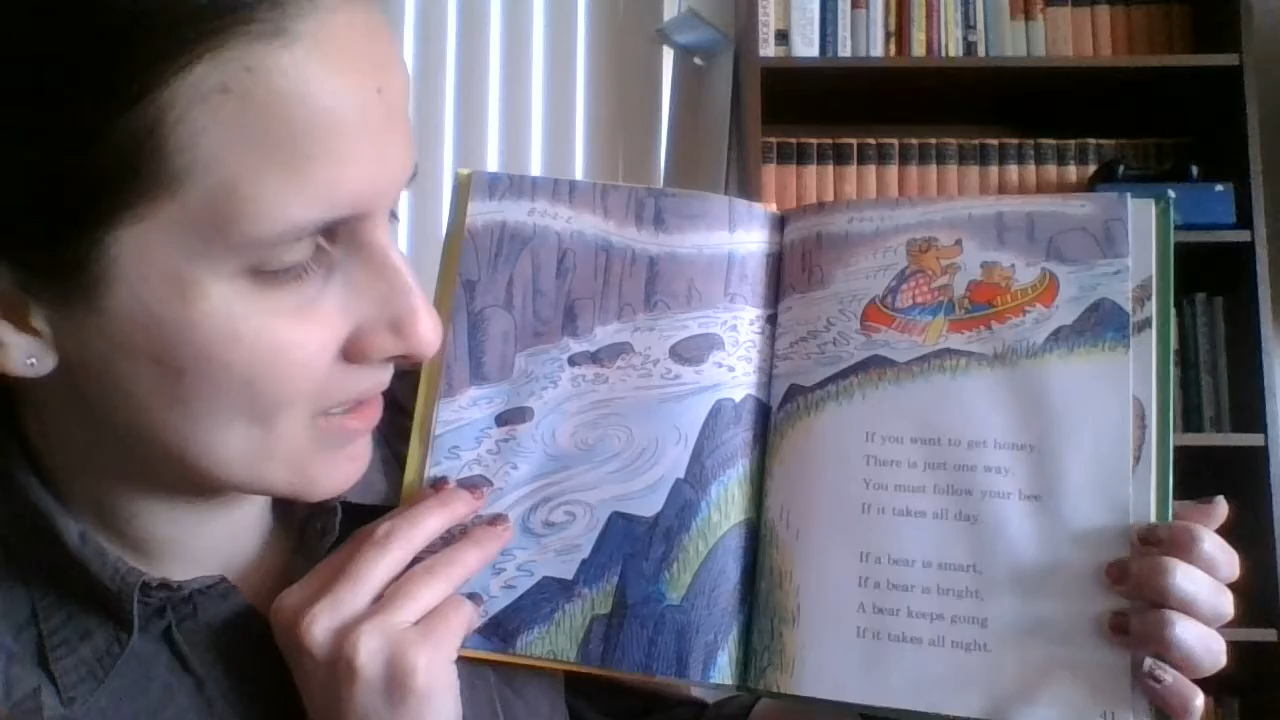 If you want to get honey,
There is just one way.
You must follow your bee
If it takes all day.
If a bear is smart,
If a bear is bright,
A bear keeps going
If it takes all night.
41